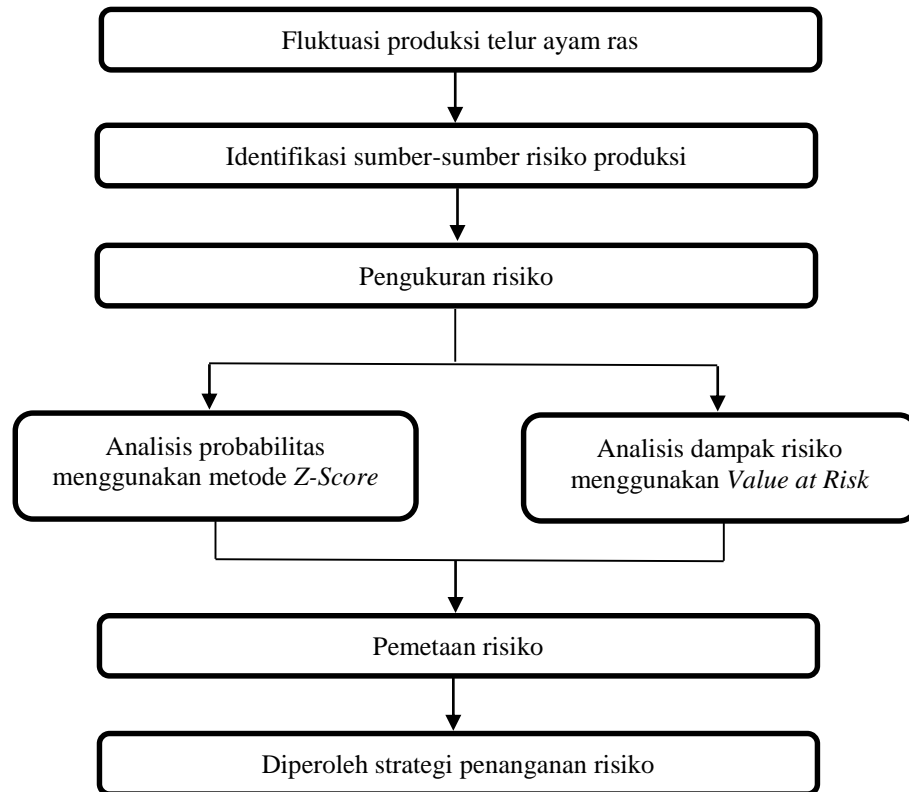 Fluktuasi produksi telur ayam ras
Identifikasi sumber-sumber risiko produksi
Pengukuran risiko
Analisis probabilitas
menggunakan metode Z-Score
Analisis dampak risiko
menggunakan Value at Risk
Pemetaan risiko
Diperoleh strategi penanganan risiko